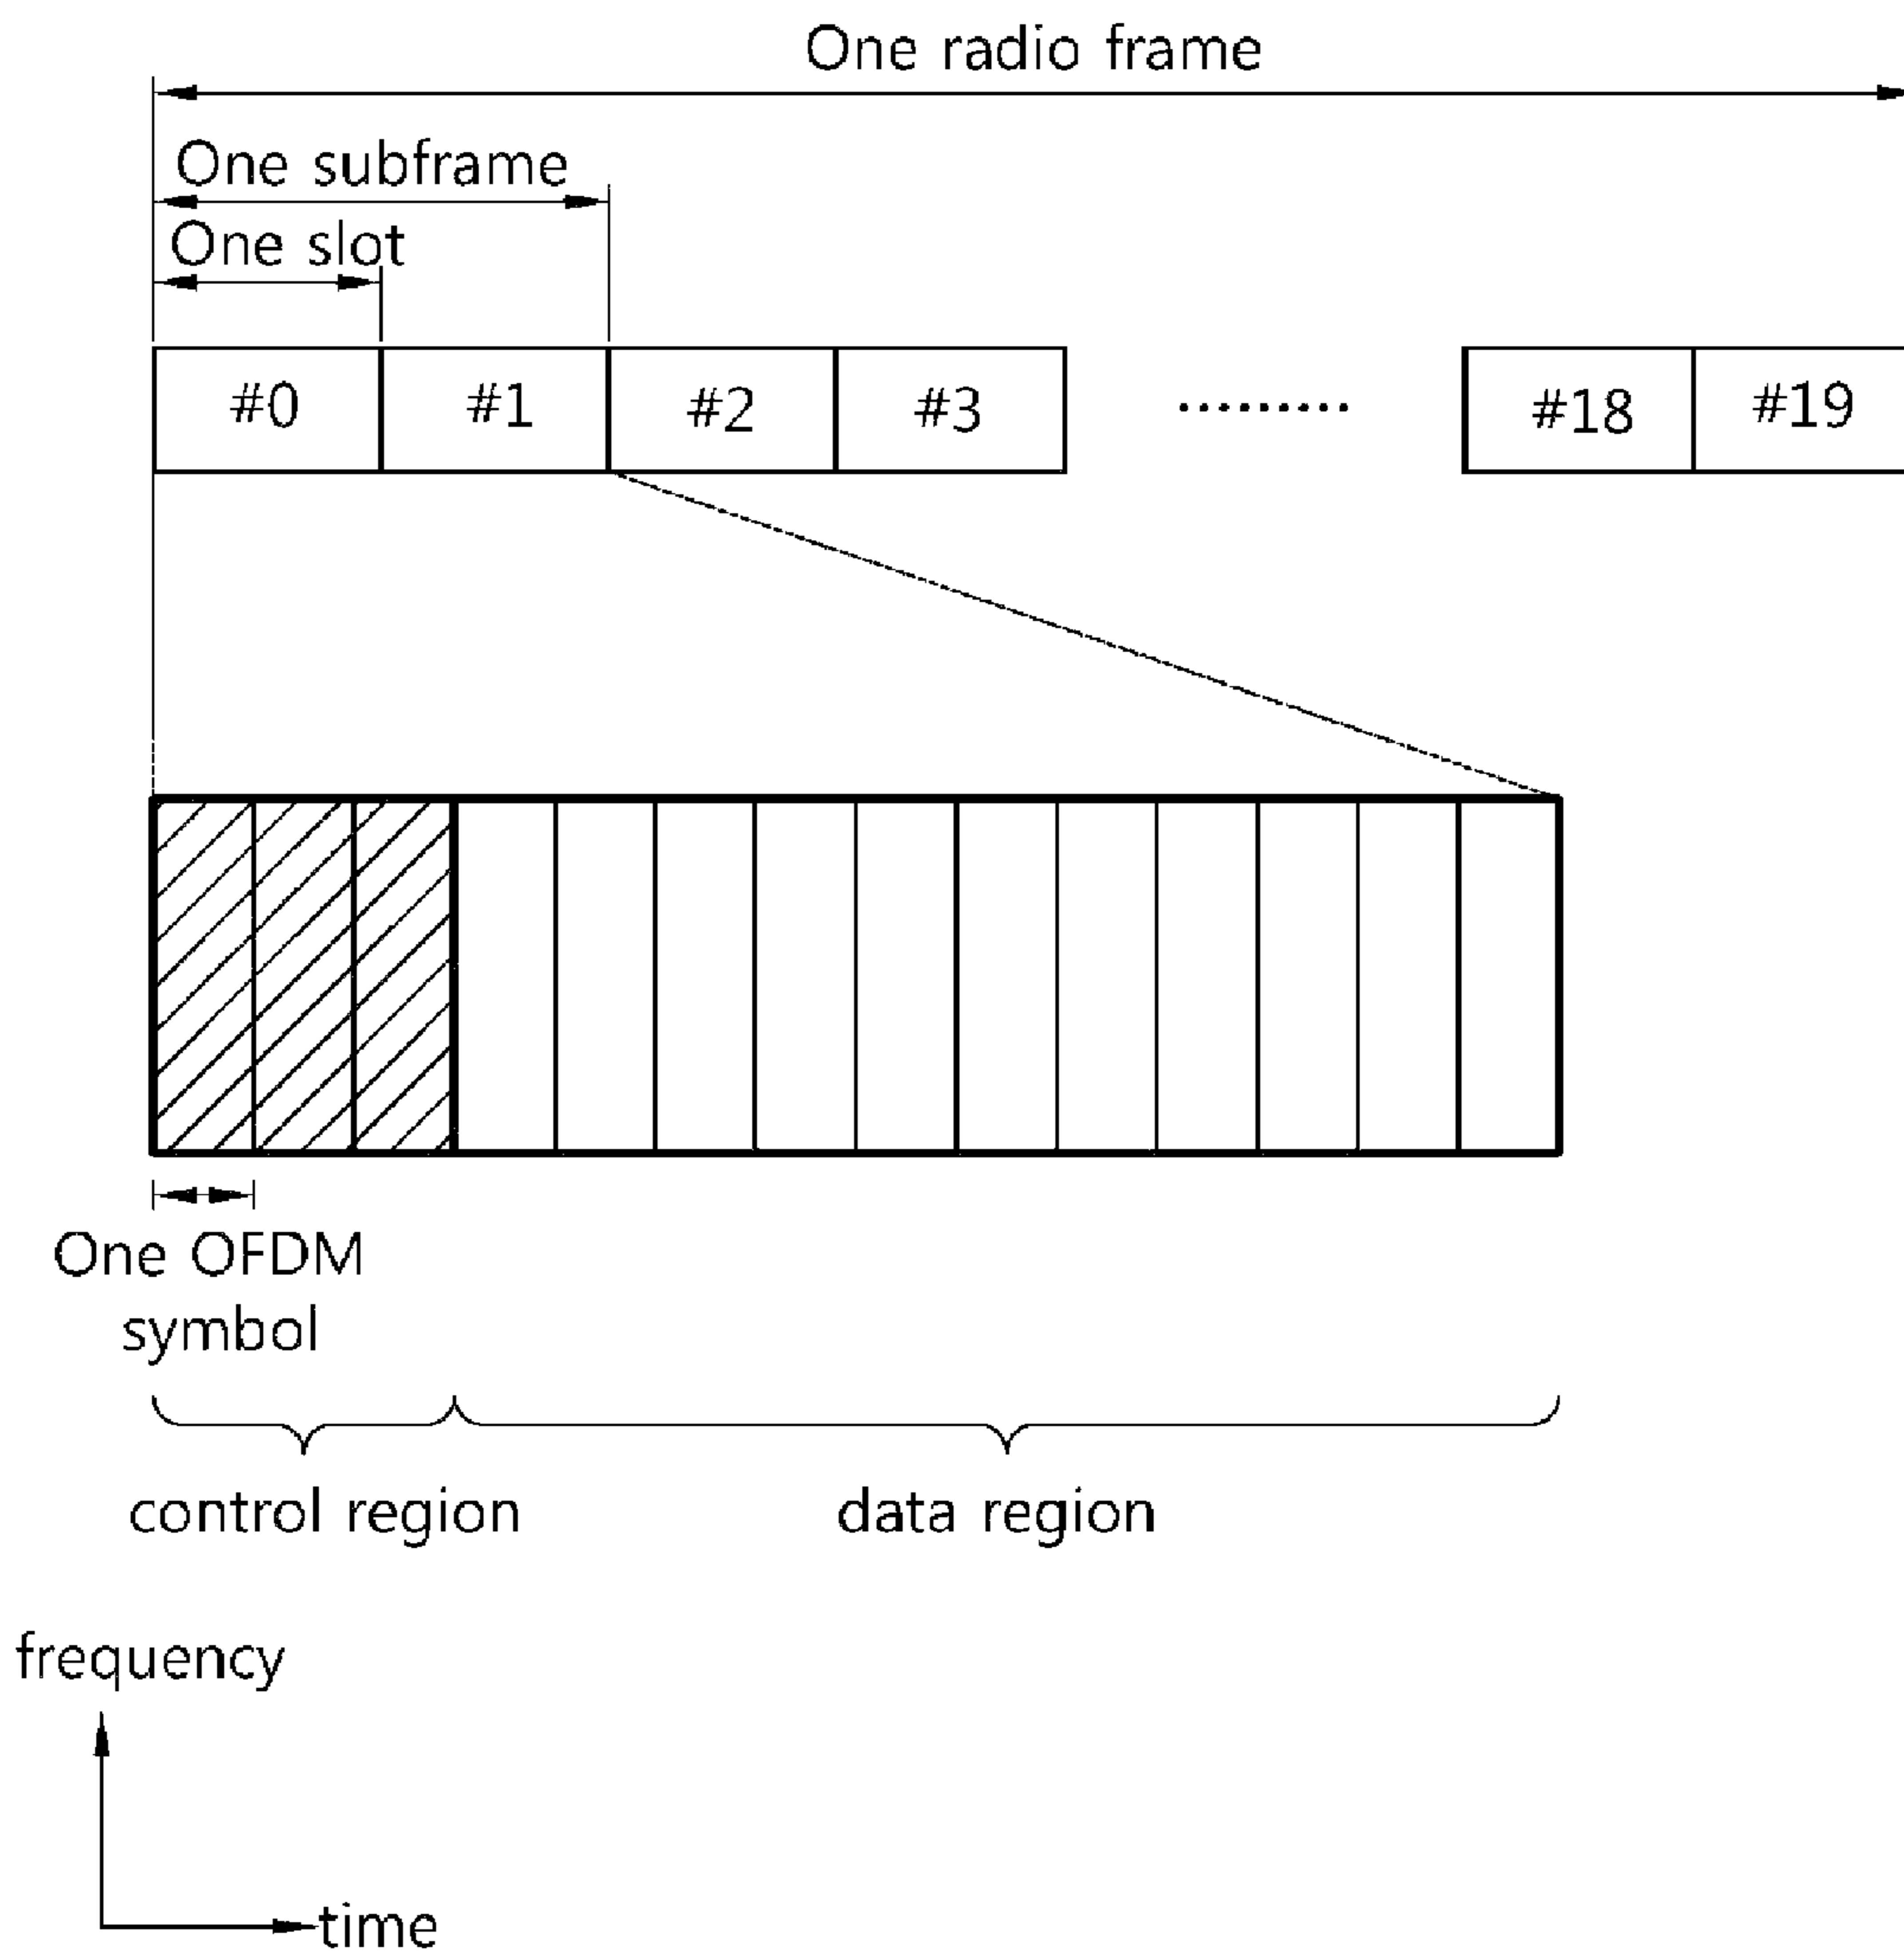 One radio frame
One subframe
One slot
#0 #1 #2 #3 ········· #18 #19
One OFDM
symbol
control region data region
frequency
time